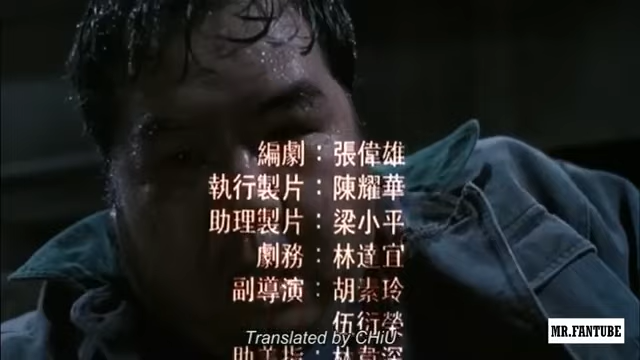 編劇：張偉雄
執行製片：陳耀華
助理製片：梁小平
劇務：林達宜
副導演：胡素玲
伍衍榮
Translated by CHiU
MR.FANTUBE